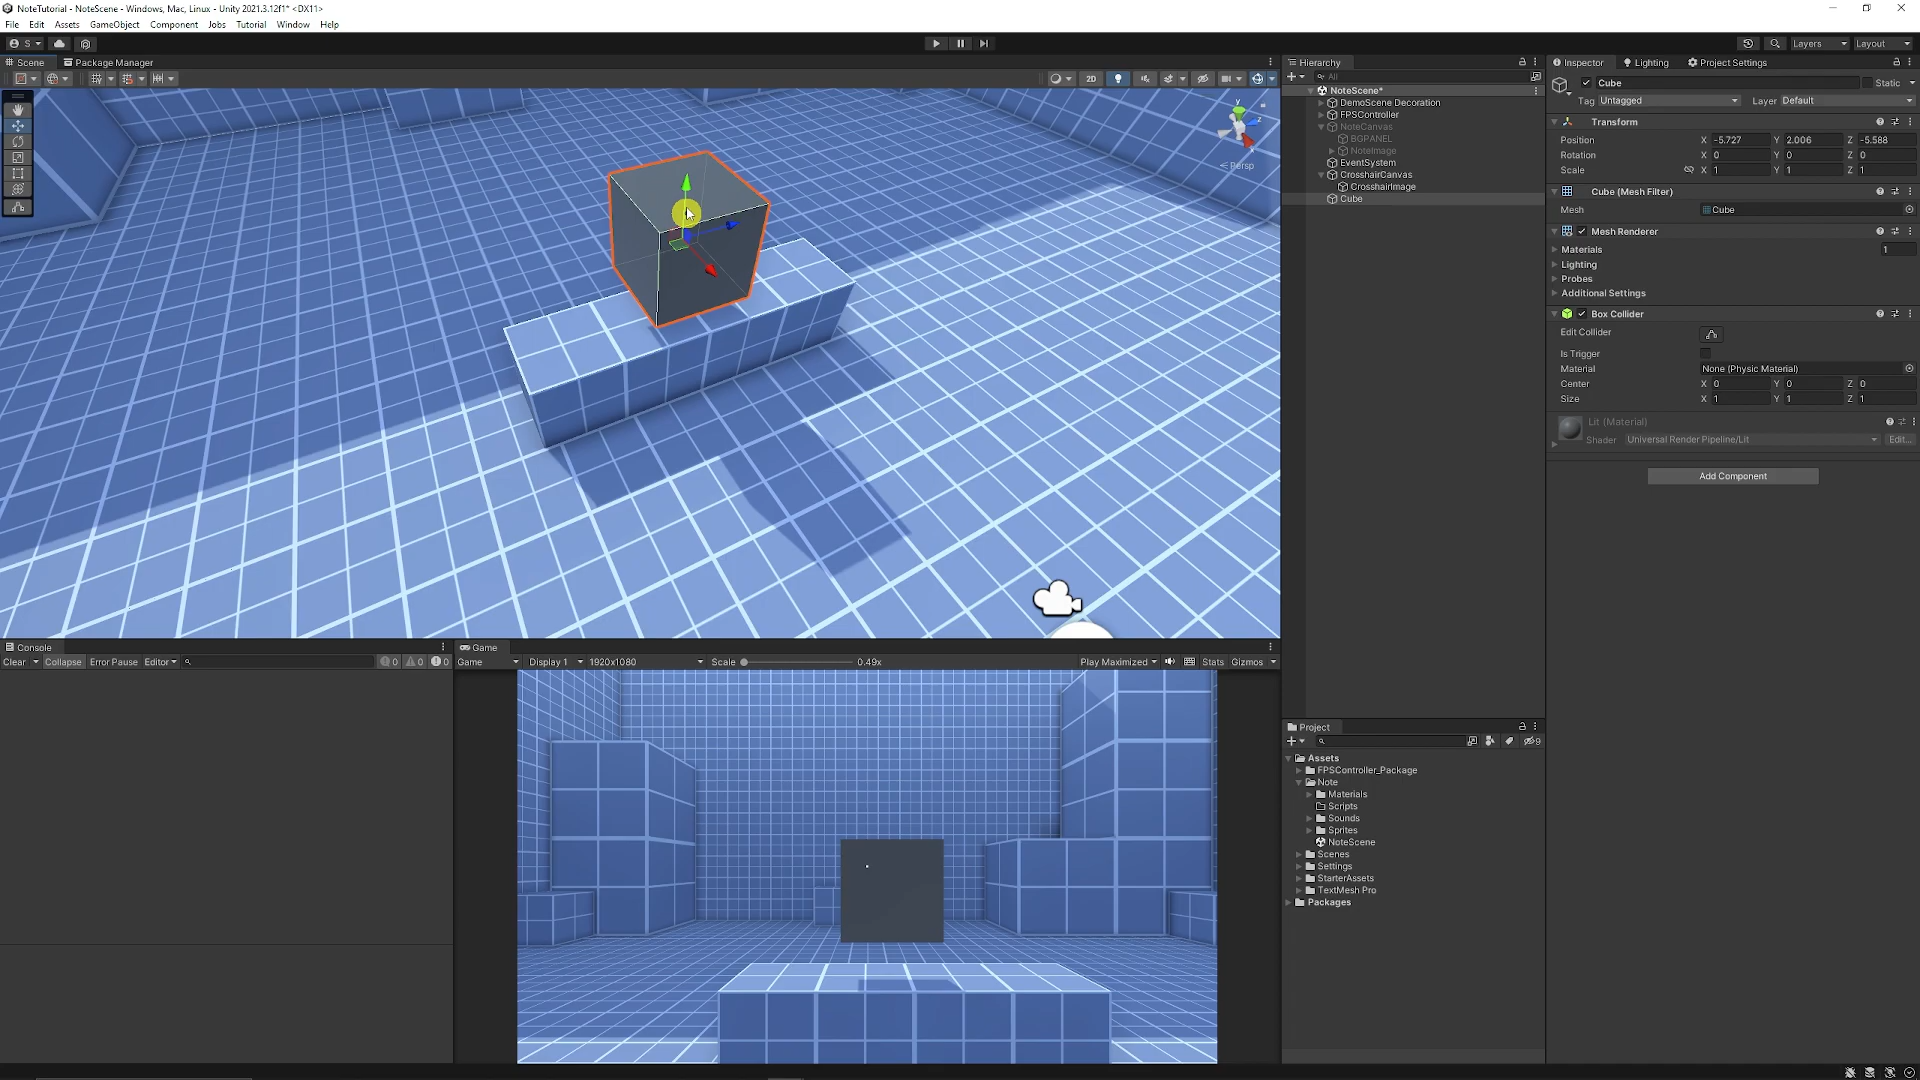 NoteTutorial - NoteScene - Windows, Mac, Linux - Unity 2021.3.12f1* <DX11>
File Edit Assets GameObject Component Jobs Tutorial Window Help
S Layers Layout
Scene Package Manager
2D
y
z
Persp
Hierarchy
All
NoteScene*
DemoScene Decoration
FPSController
NoteCanvas
BGPANEL
NoteImage
EventSystem
CrosshairCanvas
CrosshairImage
Cube
Inspector Lighting Project Settings
Cube Static
Tag Untagged Layer Default
Transform
Position X -5.727 Y 2.006 Z -5.588
Rotation X 0 Y 0 Z 0
Scale X 1 Y 1 Z 1
Cube (Mesh Filter)
Mesh Cube
Mesh Renderer
Materials 1
Lighting
Probes
Additional Settings
Box Collider
Edit Collider
Is Trigger
Material None (Physic Material)
Center X 0 Y 0 Z 0
Size X 1 Y 1 Z 1
Lit (Material)
Shader Universal Render Pipeline/Lit Edit...
Add Component
Console
Clear Collapse Error Pause Editor 0 0 0
Game
Game Display 1 1920x1080 Scale 0.49x Play Maximized Stats Gizmos
Project
9
Assets
FPSController_Package
Note
Materials
Scripts
Sounds
Sprites
NoteScene
Scenes
Settings
StarterAssets
TextMesh Pro
Packages